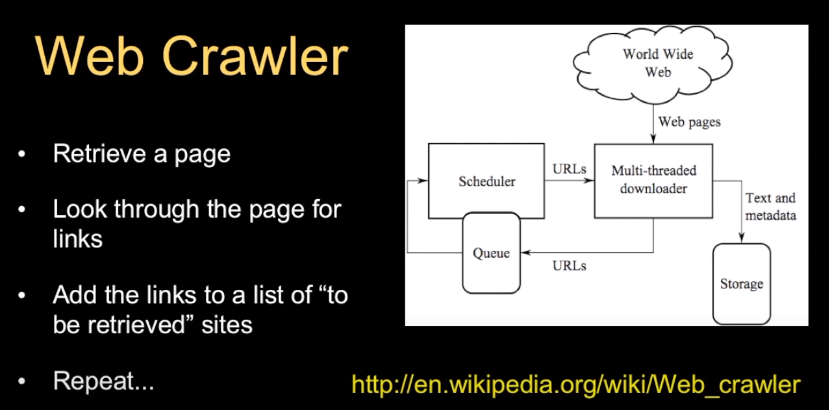 Web Crawler
• Retrieve a page
• Look through the page for
links
• Add the links to a list of “to
be retrieved” sites
• Repeat...
World Wide
Web
Web pages
Scheduler
URLs
Multi-threaded
downloader
Text and
metadata
Queue
URLs
Storage
http://en.wikipedia.org/wiki/Web_crawler